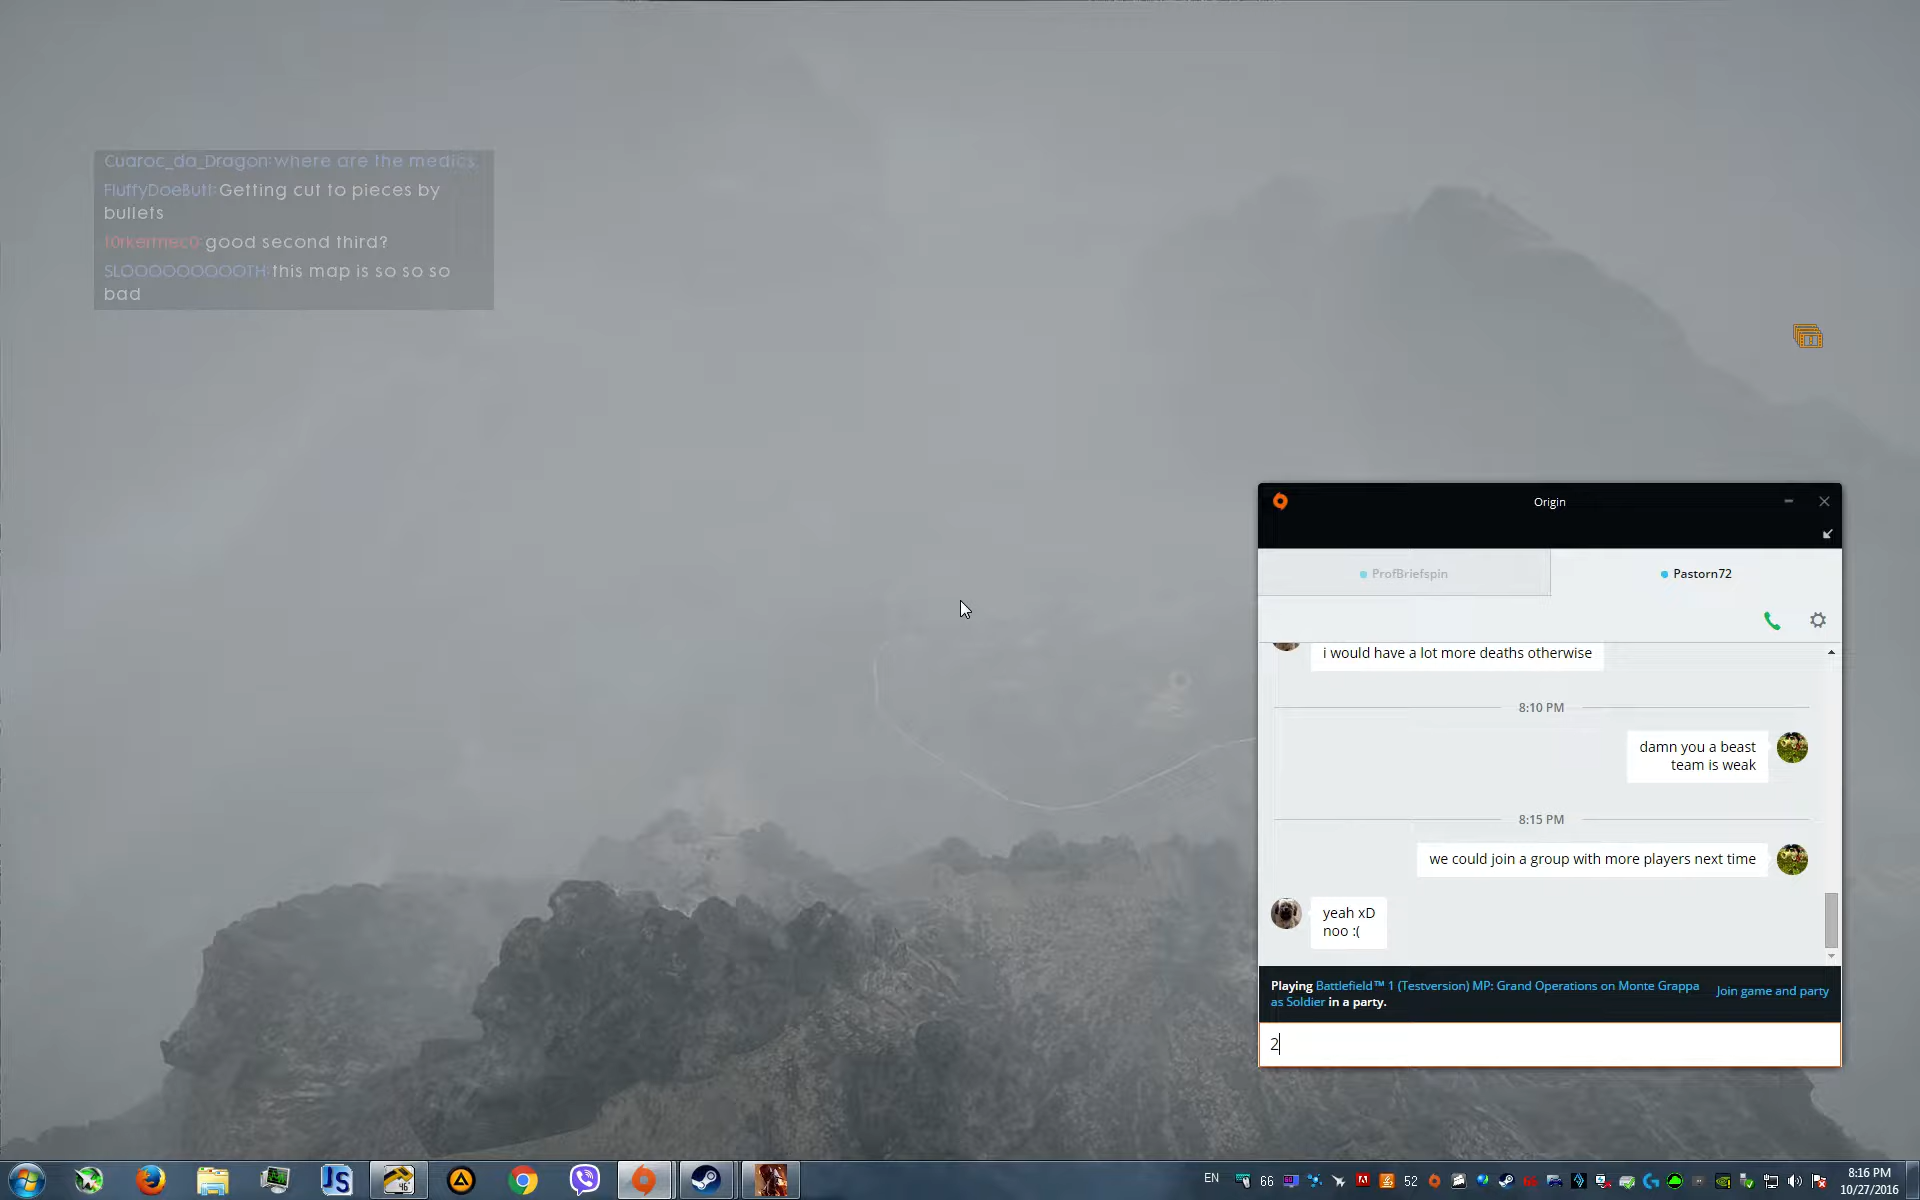 Cuaroc_da_Dragon: where are the medics
FluffyDoeButt: Getting cut to pieces by
bullets
good second third?
SLOOOOOOOOOTH: this map is so so so
bad
Origin
ProfBriefspin
Pastorn72
i would have a lot more deaths otherwise
8:10 PM
damn you a beast
team is weak
8:15 PM
we could join a group with more players next time
yeah xD
noo :(
Playing Battlefield™ 1 (Testversion) MP: Grand Operations on Monte Grappa
as Soldier in a party.
Join game and party
2
JS
46
EN
66
52
66
8:16 PM
10/27/2016